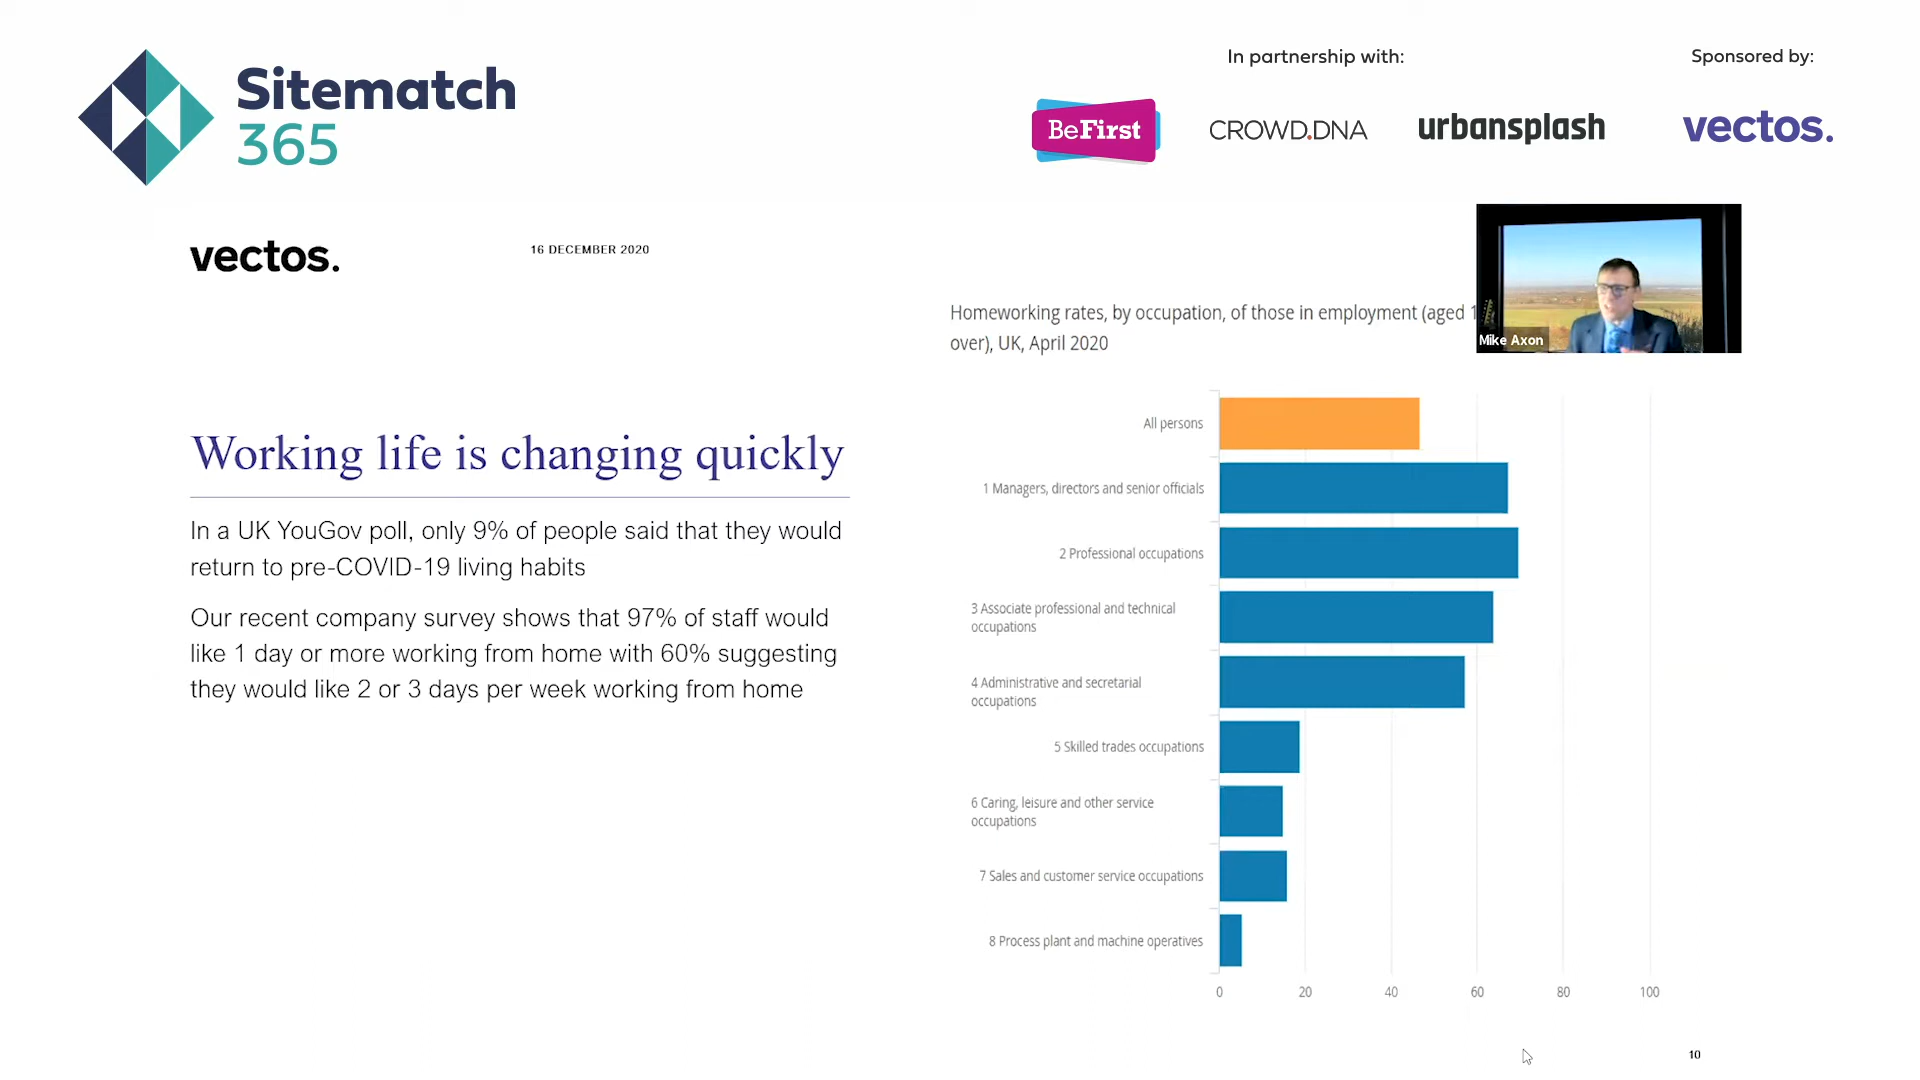 Sitematch
365
In partnership with:
Sponsored by:
BeFirst
CROWD.DNA
urbansplash
vectos.
vectos.
16 DECEMBER 2020
Mike Axon
Homeworking rates, by occupation, of those in employment (aged 1
over), UK, April 2020
Working life is changing quickly
In a UK YouGov poll, only 9% of people said that they would
return to pre-COVID-19 living habits
Our recent company survey shows that 97% of staff would
like 1 day or more working from home with 60% suggesting
they would like 2 or 3 days per week working from home
All persons
1 Managers, directors and senior officials
2 Professional occupations
3 Associate professional and technical
occupations
4 Administrative and secretarial
occupations
5 Skilled trades occupations
6 Caring, leisure and other service
occupations
7 Sales and customer service occupations
8 Process plant and machine operatives
0 20 40 60 80 100
10